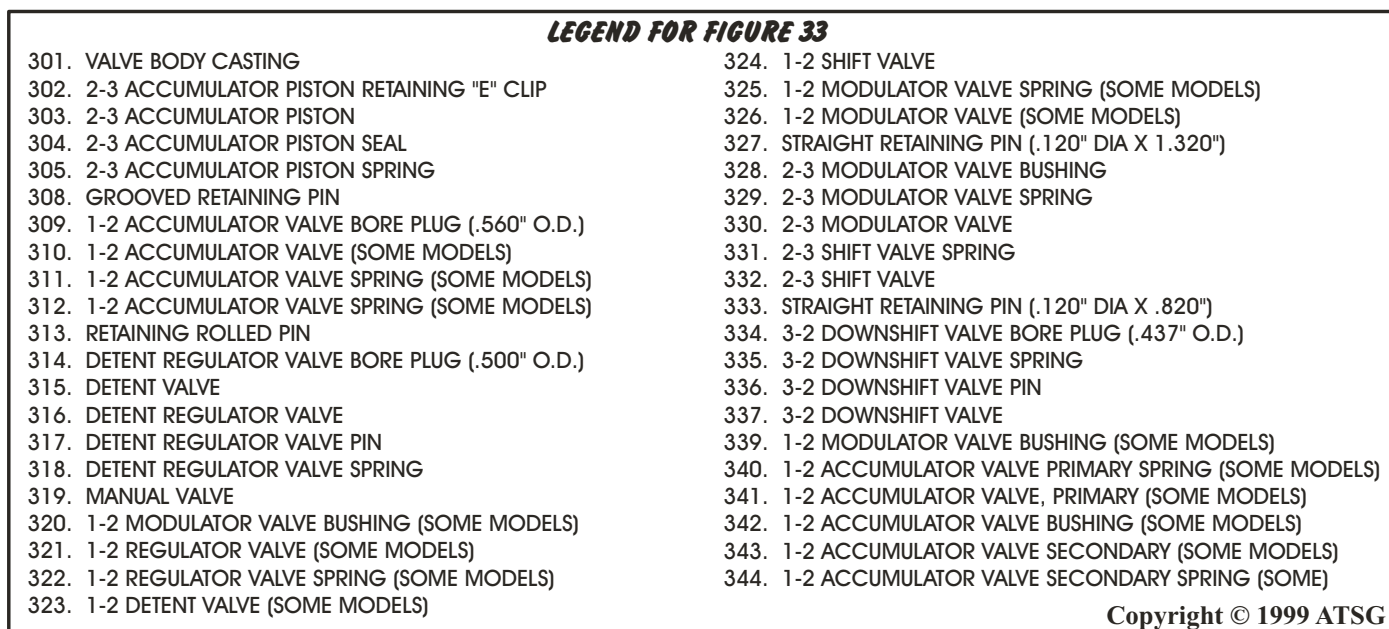 LEGEND FOR FIGURE 33
301. VALVE BODY CASTING
302. 2-3 ACCUMULATOR PISTON RETAINING "E" CLIP
303. 2-3 ACCUMULATOR PISTON
304. 2-3 ACCUMULATOR PISTON SEAL
305. 2-3 ACCUMULATOR PISTON SPRING
308. GROOVED RETAINING PIN
309. 1-2 ACCUMULATOR VALVE BORE PLUG (.560" O.D.)
310. 1-2 ACCUMULATOR VALVE (SOME MODELS)
311. 1-2 ACCUMULATOR VALVE SPRING (SOME MODELS)
312. 1-2 ACCUMULATOR VALVE SPRING (SOME MODELS)
313. RETAINING ROLLED PIN
314. DETENT REGULATOR VALVE BORE PLUG (.500" O.D.)
315. DETENT VALVE
316. DETENT REGULATOR VALVE
317. DETENT REGULATOR VALVE PIN
318. DETENT REGULATOR VALVE SPRING
319. MANUAL VALVE
320. 1-2 MODULATOR VALVE BUSHING (SOME MODELS)
321. 1-2 REGULATOR VALVE (SOME MODELS)
322. 1-2 REGULATOR VALVE SPRING (SOME MODELS)
323. 1-2 DETENT VALVE (SOME MODELS)
324. 1-2 SHIFT VALVE
325. 1-2 MODULATOR VALVE SPRING (SOME MODELS)
326. 1-2 MODULATOR VALVE (SOME MODELS)
327. STRAIGHT RETAINING PIN (.120" DIA X 1.320")
328. 2-3 MODULATOR VALVE BUSHING
329. 2-3 MODULATOR VALVE SPRING
330. 2-3 MODULATOR VALVE
331. 2-3 SHIFT VALVE SPRING
332. 2-3 SHIFT VALVE
333. STRAIGHT RETAINING PIN (.120" DIA X .820")
334. 3-2 DOWNSHIFT VALVE BORE PLUG (.437" O.D.)
335. 3-2 DOWNSHIFT VALVE SPRING
336. 3-2 DOWNSHIFT VALVE PIN
337. 3-2 DOWNSHIFT VALVE
339. 1-2 MODULATOR VALVE BUSHING (SOME MODELS)
340. 1-2 ACCUMULATOR VALVE PRIMARY SPRING (SOME MODELS)
341. 1-2 ACCUMULATOR VALVE, PRIMARY (SOME MODELS)
342. 1-2 ACCUMULATOR VALVE BUSHING (SOME MODELS)
343. 1-2 ACCUMULATOR VALVE SECONDARY (SOME MODELS)
344. 1-2 ACCUMULATOR VALVE SECONDARY SPRING (SOME)
Copyright © 1999 ATSG